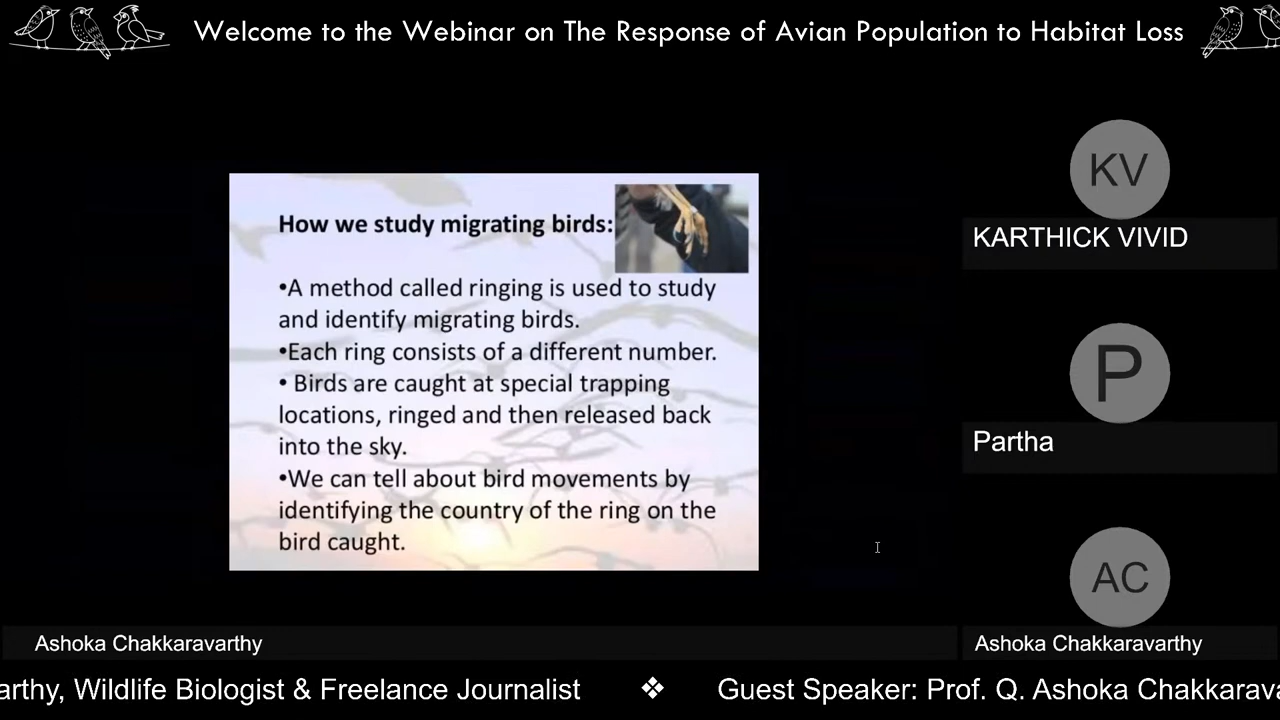 Welcome to the Webinar on The Response of Avian Population to Habitat Loss
How we study migrating birds:
•A method called ringing is used to study
and identify migrating birds.
•Each ring consists of a different number.
• Birds are caught at special trapping
locations, ringed and then released back
into the sky.
•We can tell about bird movements by
identifying the country of the ring on the
bird caught.
KV
KARTHICK VIVID
P
Partha
AC
Ashoka Chakkaravarthy
Ashoka Chakkaravarthy
arthy, Wildlife Biologist & Freelance Journalist ❖ Guest Speaker: Prof. Q. Ashoka Chakkarava